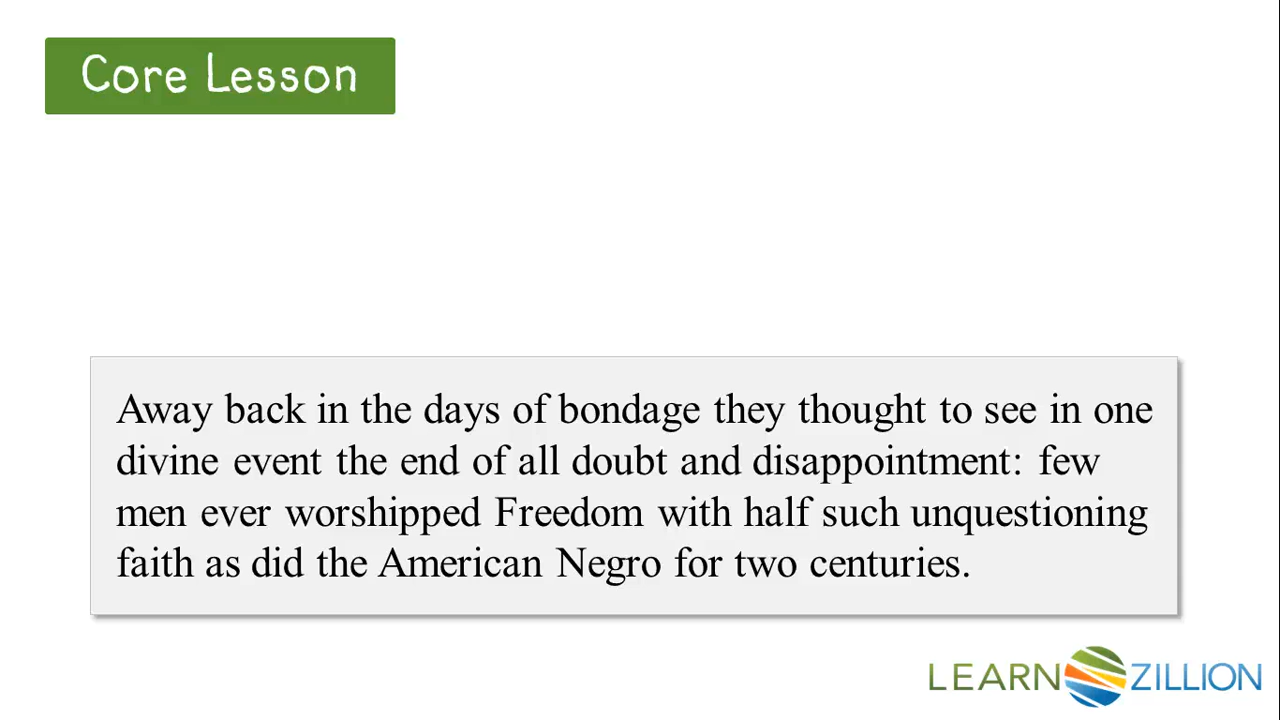 Core Lesson
Away back in the days of bondage they thought to see in one
divine event the end of all doubt and disappointment: few
men ever worshipped Freedom with half such unquestioning
faith as did the American Negro for two centuries.
LEARN ZILLION